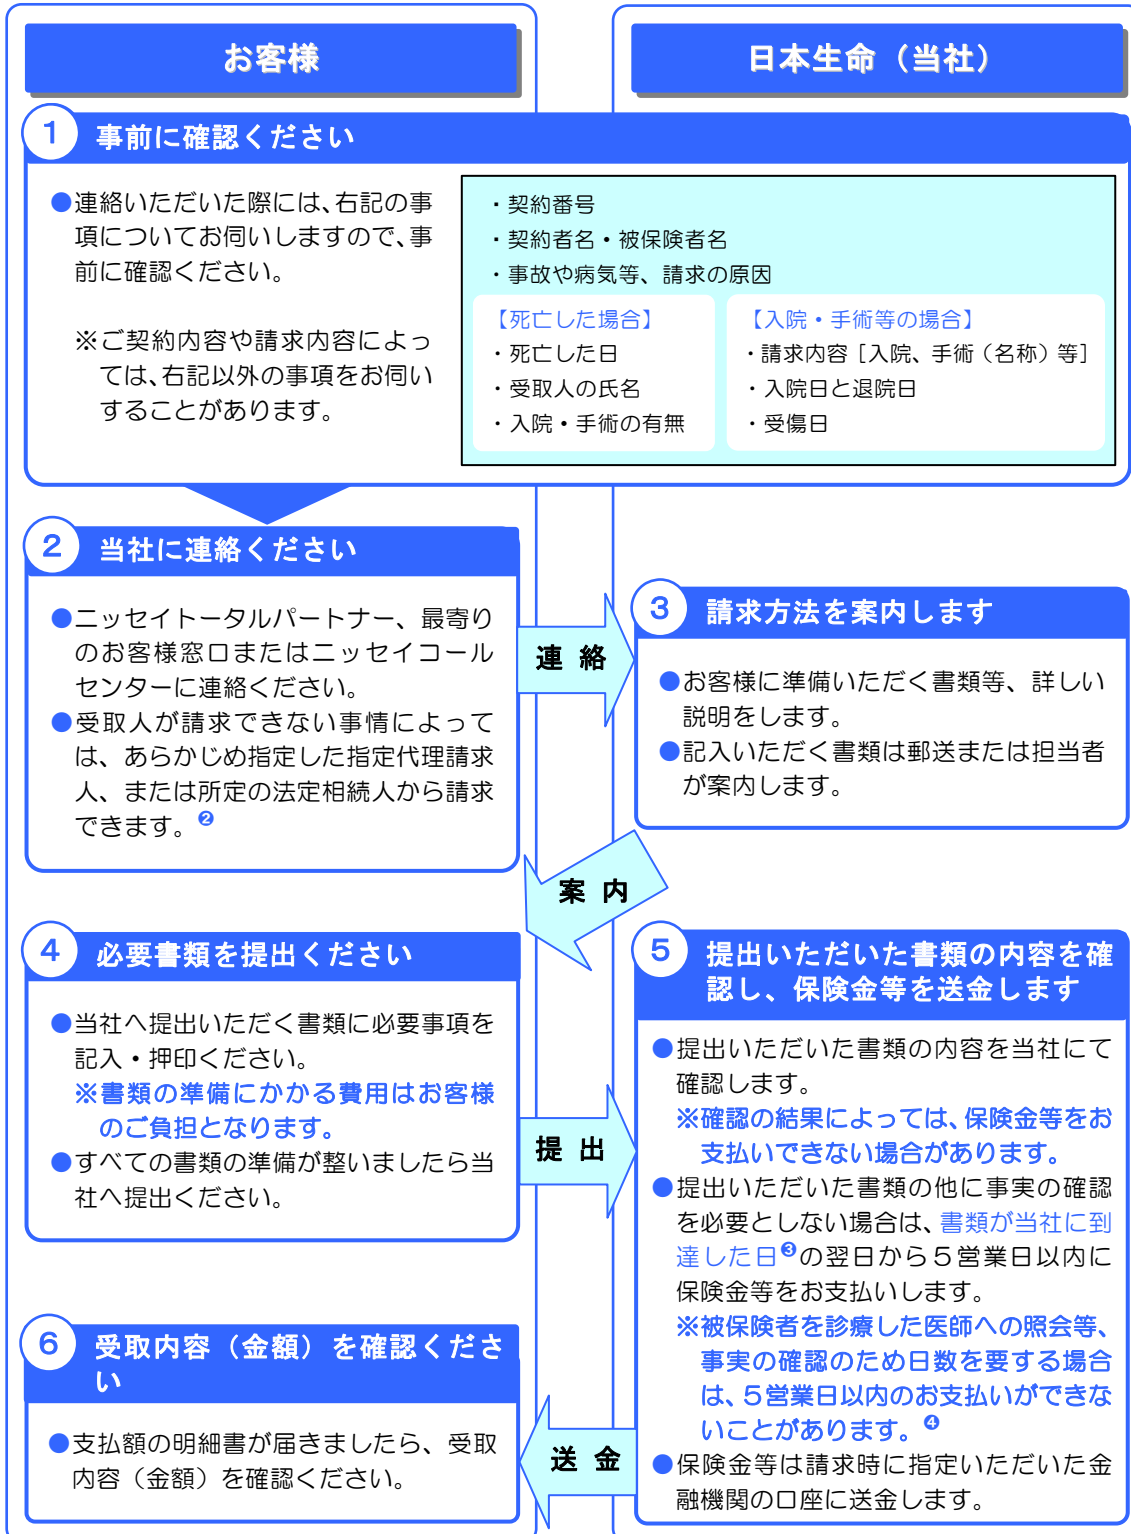 お客様
日本生命（当社）
1 事前に確認ください
●連絡いただいた際には、右記の事
項についてお伺いしますので、事
前に確認ください。
※ご契約内容や請求内容によっ
ては、右記以外の事項をお伺い
することがあります。
・契約番号
・契約者名・被保険者名
・事故や病気等、請求の原因
【死亡した場合】
・死亡した日
・受取人の氏名
・入院・手術の有無
【入院・手術等の場合】
・請求内容［入院、手術（名称）等］
・入院日と退院日
・受傷日
2 当社に連絡ください
●ニッセイトータルパートナー、最寄り
のお客様窓口またはニッセイコール
センターに連絡ください。
●受取人が請求できない事情によって
は、あらかじめ指定した指定代理請求
人、または所定の法定相続人から請求
できます。❷
連 絡
3 請求方法を案内します
●お客様に準備いただく書類等、詳しい
説明をします。
●記入いただく書類は郵送または担当者
が案内します。
案 内
4 必要書類を提出ください
●当社へ提出いただく書類に必要事項を
記入・押印ください。
※書類の準備にかかる費用はお客様
のご負担となります。
●すべての書類の準備が整いましたら当
社へ提出ください。
提 出
5 提出いただいた書類の内容を確
認し、保険金等を送金します
●提出いただいた書類の内容を当社にて
確認します。
※確認の結果によっては、保険金等をお
支払いできない場合があります。
●提出いただいた書類の他に事実の確認
を必要としない場合は、書類が当社に到
達した日❸の翌日から５営業日以内に
保険金等をお支払いします。
※被保険者を診療した医師への照会等、
事実の確認のため日数を要する場合
は、５営業日以内のお支払いができな
いことがあります。❹
●保険金等は請求時に指定いただいた金
融機関の口座に送金します。
送 金
6 受取内容（金額）を確認くださ
い
●支払額の明細書が届きましたら、受取
内容（金額）を確認ください。